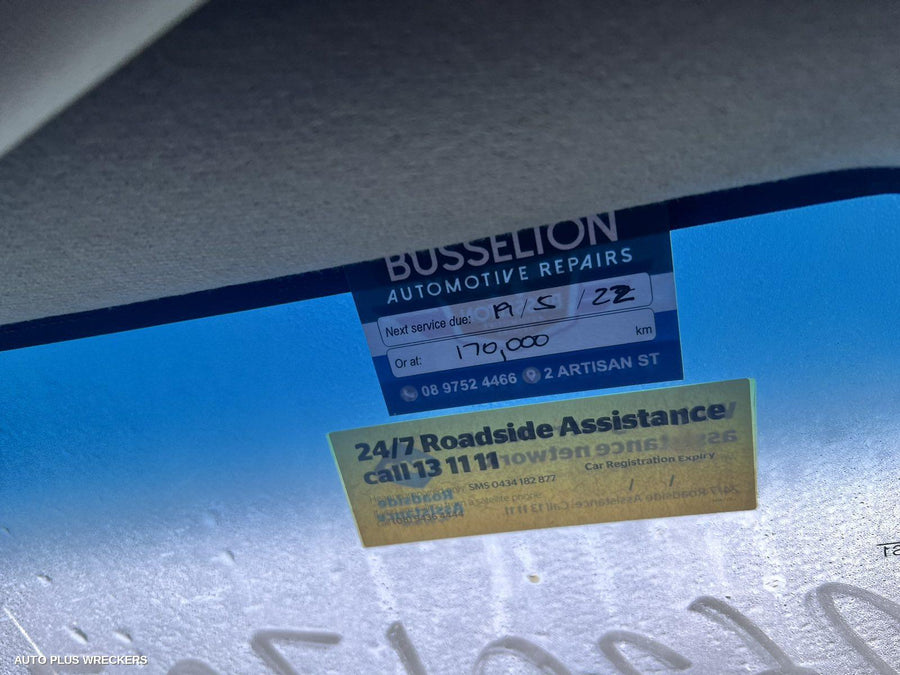 BUSSELTON
AUTOMOTIVE REPAIRS
Next service due: 19/5/22
Or at: 170,000 km
08 9752 4466 2 ARTISAN ST
24/7 Roadside Assistance
call 13 11 11
SMS 0434 182 877
Car Registration Expiry
/ /
AUTO PLUS WRECKERS